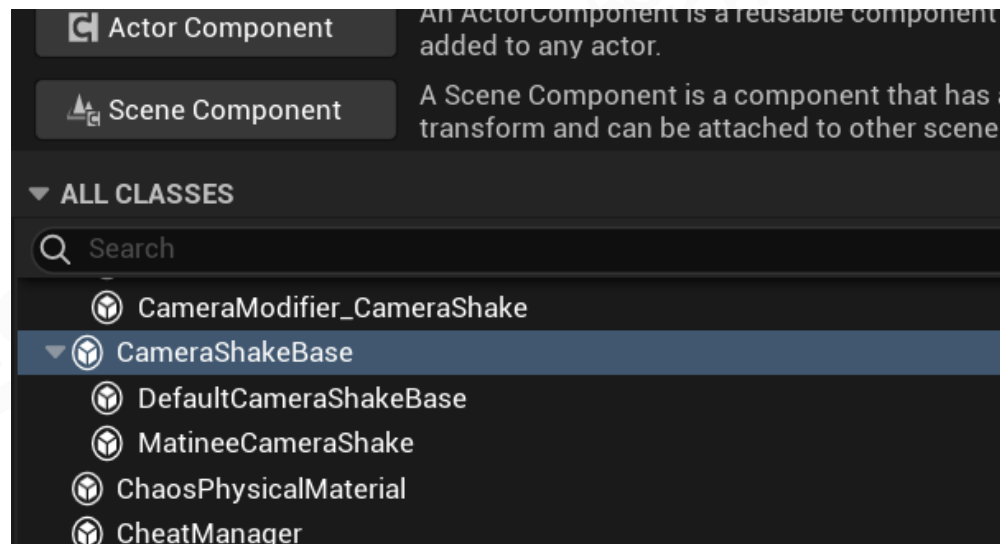 Actor Component
An ActorComponent is a reusable component
added to any actor.
Scene Component
A Scene Component is a component that has a
transform and can be attached to other scene
ALL CLASSES
Search
CameraModifier_CameraShake
CameraShakeBase
DefaultCameraShakeBase
MatineeCameraShake
ChaosPhysicalMaterial
CheatManager